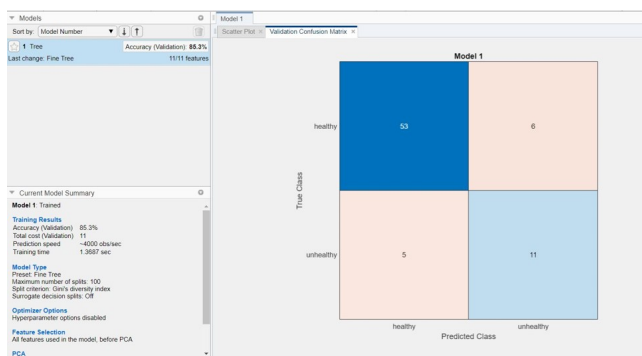 Models
Sort by: Model Number
1 Tree Accuracy (Validation): 85.3%
Last change: Fine Tree 11/11 features
Current Model Summary
Model 1: Trained
Training Results
Accuracy (Validation) 85.3%
Total cost (Validation) 11
Prediction speed ~4000 obs/sec
Training time 1.3687 sec
Model Type
Preset: Fine Tree
Maximum number of splits: 100
Split criterion: Gini's diversity index
Surrogate decision splits: Off
Optimizer Options
Hyperparameter options disabled
Feature Selection
All features used in the model, before PCA
PCA
Model 1
Scatter Plot × Validation Confusion Matrix ×
Model 1
True Class
healthy 53 6
unhealthy 5 11
healthy unhealthy
Predicted Class